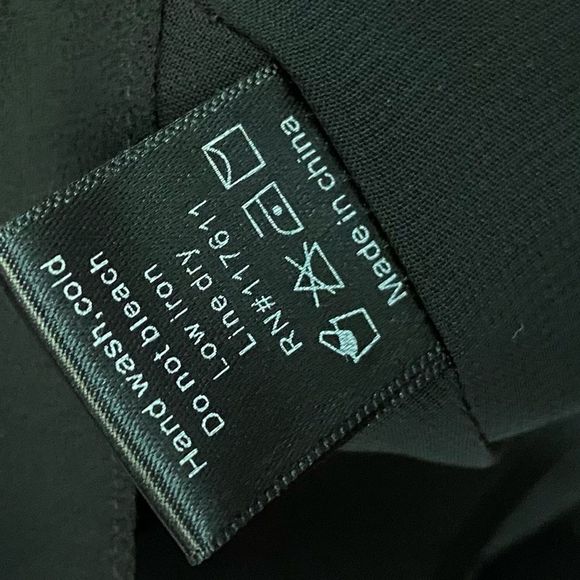 Hand wash,cold
Do not bleach
Low iron
Line dry
RN#117611
Made in china